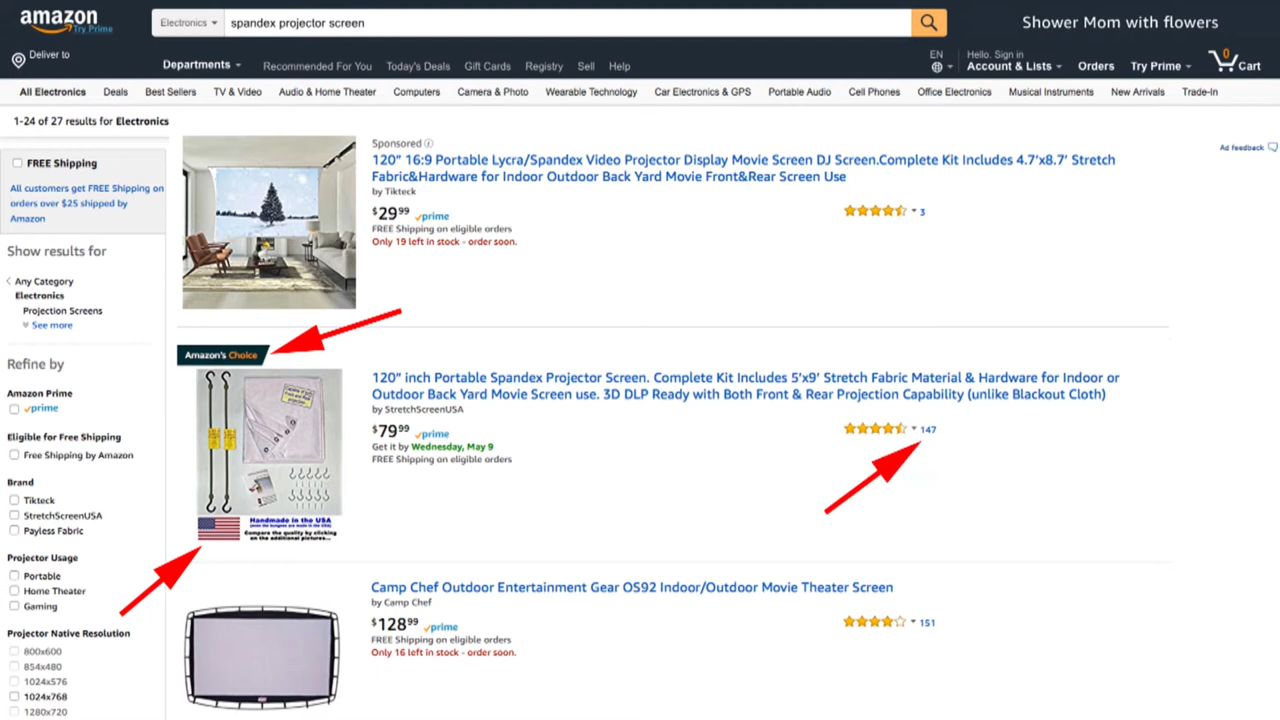 amazon
Try Prime
Electronics
spandex projector screen
Shower Mom with flowers
Deliver to
Departments
Recommended For You
Today's Deals
Gift Cards
Registry
Sell
Help
EN
Hello. Sign in
Account & Lists
Orders
Try Prime
0
Cart
All Electronics
Deals
Best Sellers
TV & Video
Audio & Home Theater
Computers
Camera & Photo
Wearable Technology
Car Electronics & GPS
Portable Audio
Cell Phones
Office Electronics
Musical Instruments
New Arrivals
Trade-In
1-24 of 27 results for Electronics
FREE Shipping
All customers get FREE Shipping on
orders over $25 shipped by
Amazon
Show results for
Any Category
Electronics
Projection Screens
See more
Refine by
Amazon Prime
prime
Eligible for Free Shipping
Free Shipping by Amazon
Brand
Tikteck
StretchScreenUSA
Payless Fabric
Projector Usage
Portable
Home Theater
Gaming
Projector Native Resolution
800x600
854x480
1024x576
1024x768
1280x720
Ad feedback
Sponsored
120” 16:9 Portable Lycra/Spandex Video Projector Display Movie Screen DJ Screen.Complete Kit Includes 4.7’x8.7’ Stretch
Fabric&Hardware for Indoor Outdoor Back Yard Movie Front&Rear Screen Use
by Tikteck
$29⁹⁹ prime
3
FREE Shipping on eligible orders
Only 19 left in stock - order soon.
Amazon's Choice
120” inch Portable Spandex Projector Screen. Complete Kit Includes 5’x9’ Stretch Fabric Material & Hardware for Indoor or
Outdoor Back Yard Movie Screen use. 3D DLP Ready with Both Front & Rear Projection Capability (unlike Blackout Cloth)
by StretchScreenUSA
$79⁹⁹ prime
147
Get it by Wednesday, May 9
FREE Shipping on eligible orders
Handmade in the USA
Compare the quality by clicking
on the additional pictures...
Camp Chef Outdoor Entertainment Gear OS92 Indoor/Outdoor Movie Theater Screen
by Camp Chef
$128⁹⁹ prime
151
FREE Shipping on eligible orders
Only 16 left in stock - order soon.